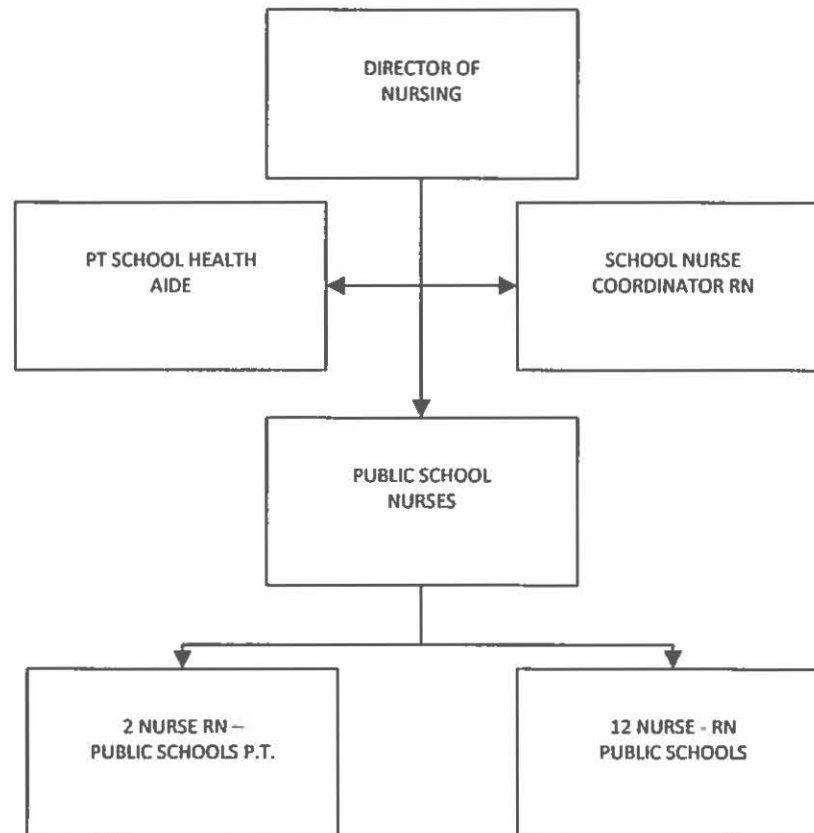 DIRECTOR OF
NURSING
PT SCHOOL HEALTH
AIDE
SCHOOL NURSE
COORDINATOR RN
PUBLIC SCHOOL
NURSES
2 NURSE RN –
PUBLIC SCHOOLS P.T.
12 NURSE - RN
PUBLIC SCHOOLS